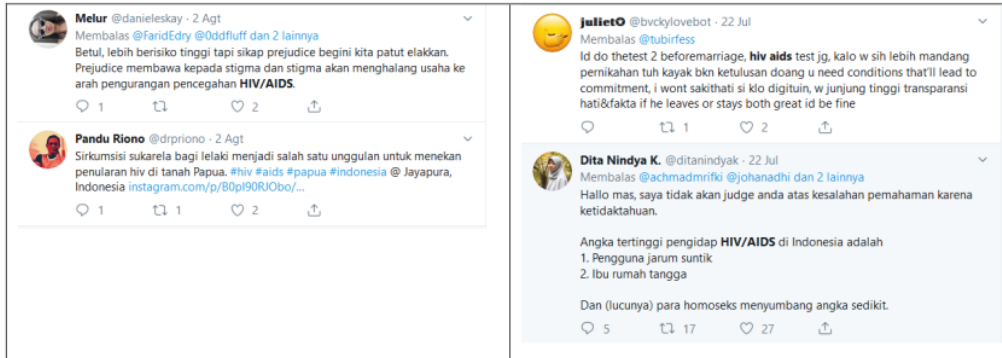 Melur @danieleskay · 2 Agt
Membalas @FaridEdry @0ddfluff dan 2 lainnya
Betul, lebih berisiko tinggi tapi sikap prejudice begini kita patut elakkan.
Prejudice membawa kepada stigma dan stigma akan menghalang usaha ke
arah pengurangan pencegahan HIV/AIDS.
1 2
Pandu Riono @drpriono · 2 Agt
Sirkumsisi sukarela bagi lelaki menjadi salah satu unggulan untuk menekan
penularan hiv di tanah Papua. #hiv #aids #papua #indonesia @ Jayapura,
Indonesia instagram.com/p/B0pI90RJObo/...
1 1 2
julietO @bvckylovebot · 22 Jul
Membalas @tubirfess
Id do thetest 2 beforemarriage, hiv aids test jg, kalo w sih lebih mandang
pernikahan tuh kayak bkn ketulusan doang u need conditions that'll lead to
commitment, i wont sakithati si klo digituin, w junjung tinggi transparansi
hati&fakta if he leaves or stays both great id be fine
1 2
Dita Nindya K. @ditanindyak · 22 Jul
Membalas @achmadmrifki @johanadhi dan 2 lainnya
Hallo mas, saya tidak akan judge anda atas kesalahan pemahaman karena
ketidaktahuan.
Angka tertinggi pengidap HIV/AIDS di Indonesia adalah
1. Pengguna jarum suntik
2. Ibu rumah tangga
Dan (lucunya) para homoseks menyumbang angka sedikit.
5 17 27